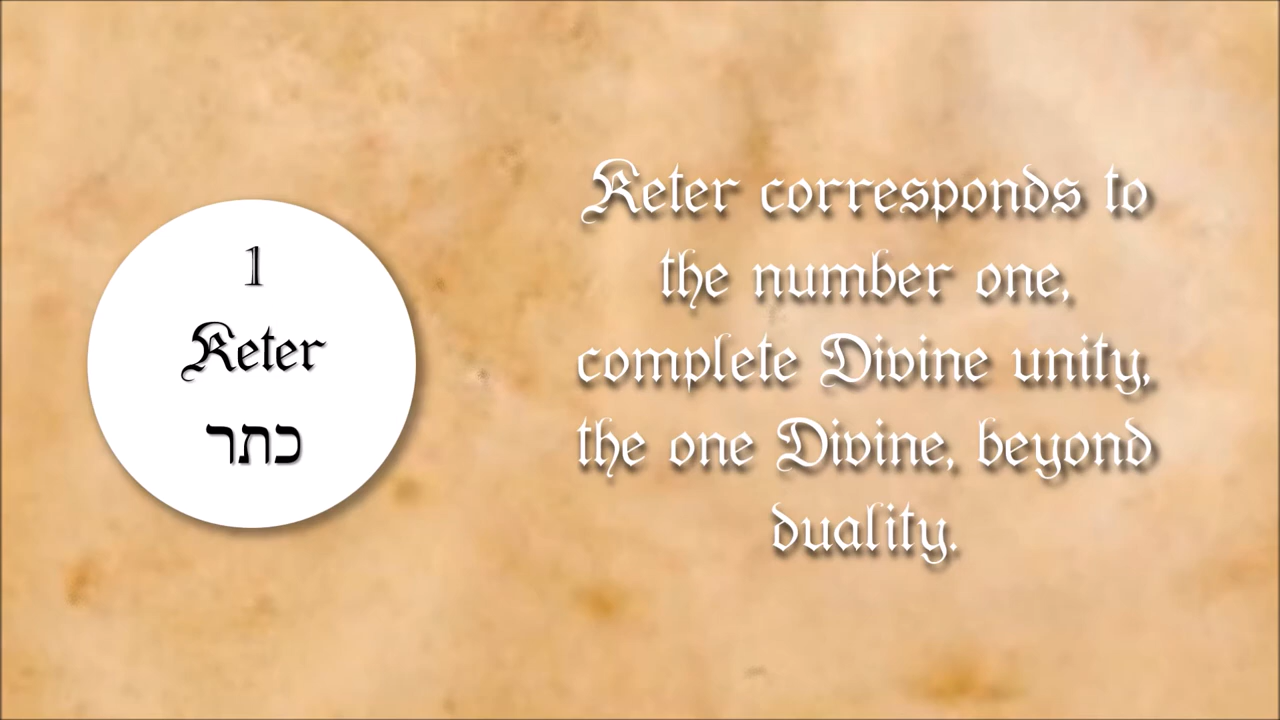 1
Keter
כתר
Keter corresponds to
the number one,
complete Divine unity,
the one Divine, beyond
duality.